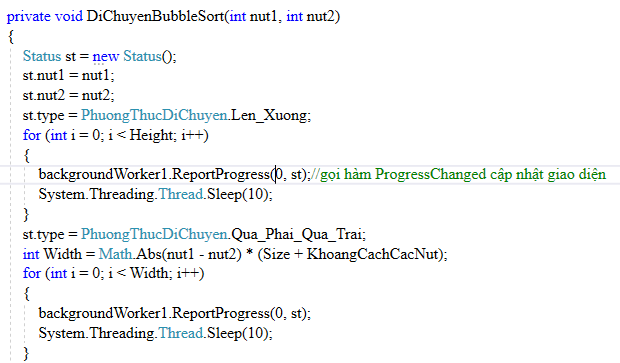 private void DiChuyenBubbleSort(int nut1, int nut2)
{
Status st = new Status();
st.nut1 = nut1;
st.nut2 = nut2;
st.type = PhuongThucDiChuyen.Len_Xuong;
for (int i = 0; i < Height; i++)
{
backgroundWorker1.ReportProgress(0, st);//gọi hàm ProgressChanged cập nhật giao diện
System.Threading.Thread.Sleep(10);
}
st.type = PhuongThucDiChuyen.Qua_Phai_Qua_Trai;
int Width = Math.Abs(nut1 - nut2) * (Size + KhoangCachCacNut);
for (int i = 0; i < Width; i++)
{
backgroundWorker1.ReportProgress(0, st);
System.Threading.Thread.Sleep(10);
}